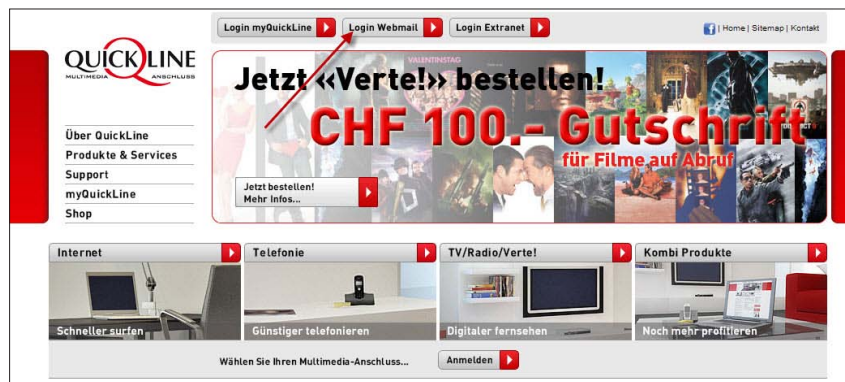 Login myQuickLine
Login Webmail
Login Extranet
| Home | Sitemap | Kontakt
QUICKLINE
MULTIMEDIA ANSCHLUSS
Über QuickLine
Produkte & Services
Support
myQuickLine
Shop
VALENTINSTAG
Jetzt «Verte!» bestellen!
CHF 100.- Gutschrift
für Filme auf Abruf
Jetzt bestellen!
Mehr Infos...
Internet
Telefonie
TV/Radio/Verte!
Kombi Produkte
Schneller surfen
Günstiger telefonieren
Digitaler fernsehen
Noch mehr profitieren
Wählen Sie Ihren Multimedia-Anschluss...
Anmelden